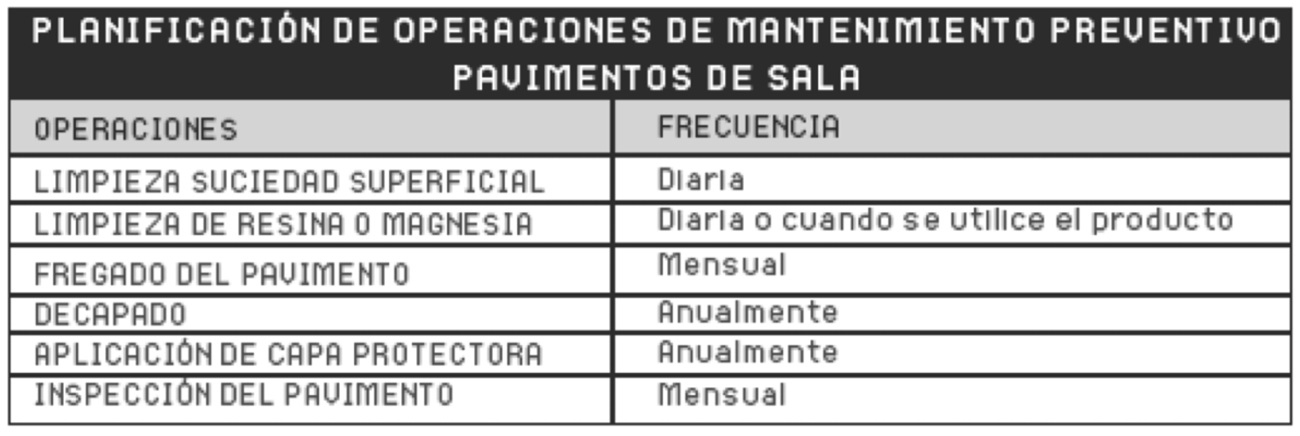 PLANIFICACIÓN DE OPERACIONES DE MANTENIMIENTO PREVENTIVO
PAVIMENTOS DE SALA
OPERACIONES FRECUENCIA
LIMPIEZA SUCIEDAD SUPERFICIAL Diaria
LIMPIEZA DE RESINA O MAGNESIA Diaria o cuando se utilice el producto
FREGADO DEL PAVIMENTO Mensual
DECAPADO Anualmente
APLICACIÓN DE CAPA PROTECTORA Anualmente
INSPECCIÓN DEL PAVIMENTO Mensual